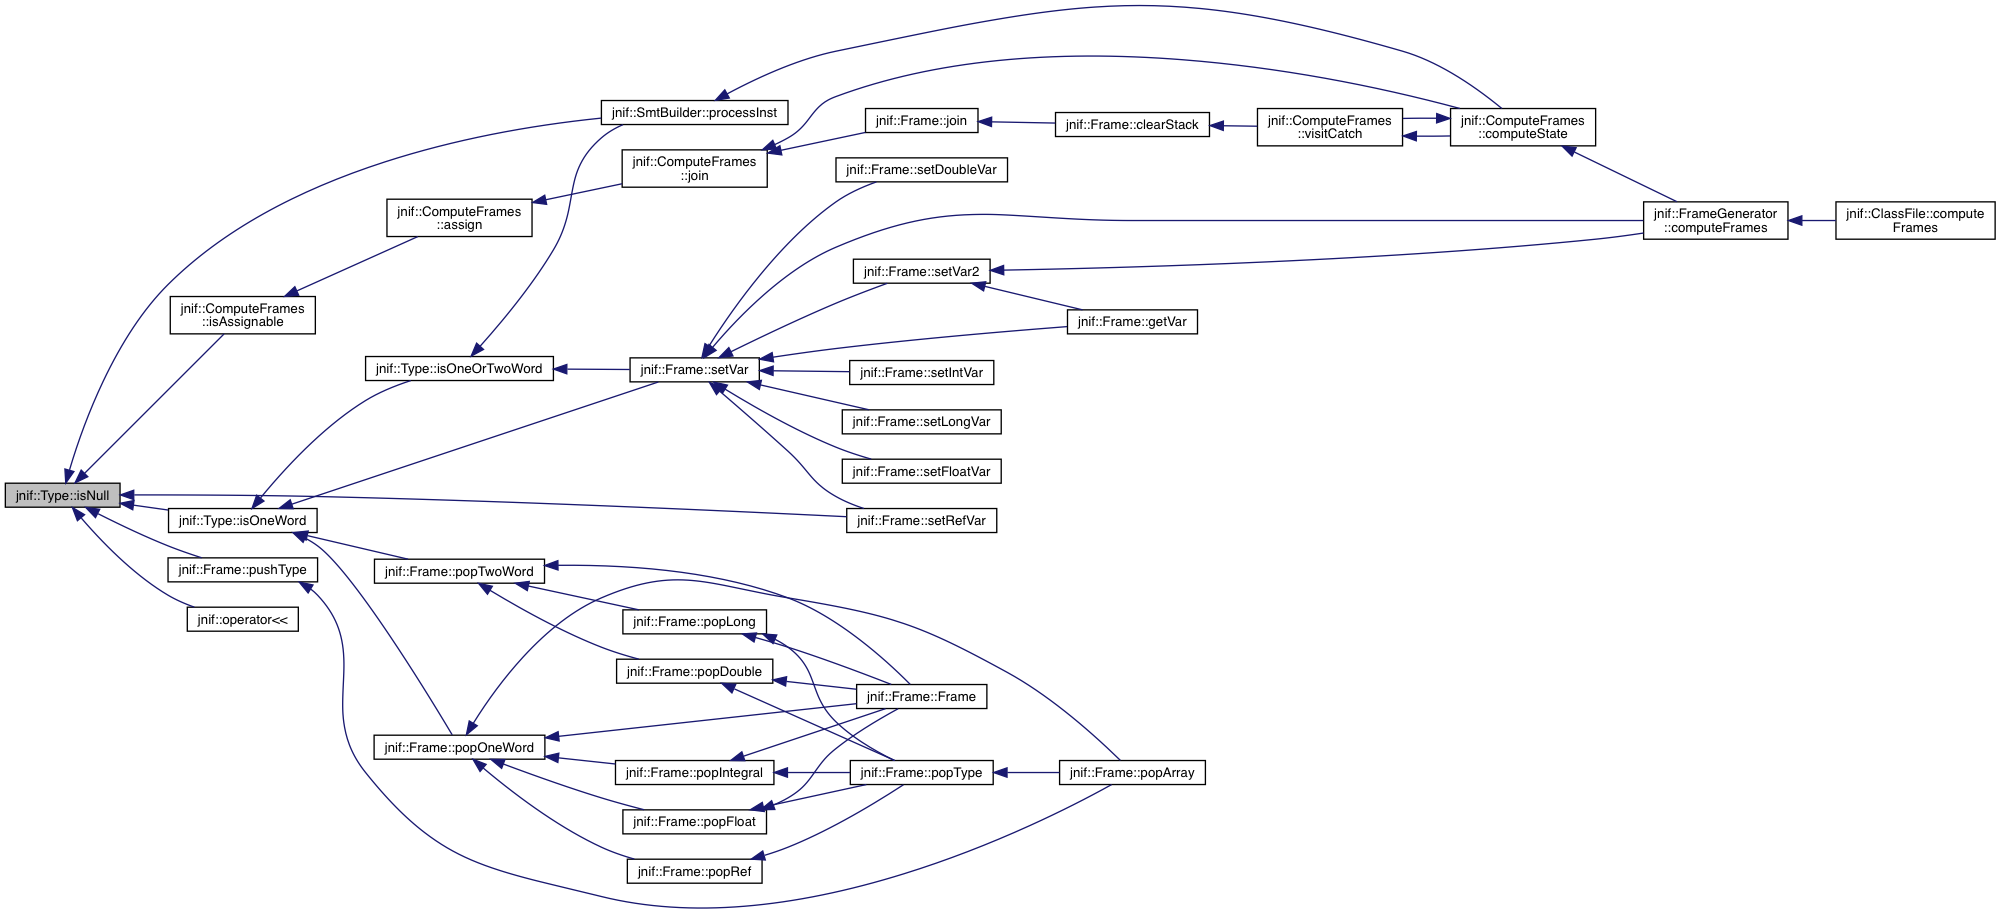 jnif::SmtBuilder::processInst
jnif::Frame::join
jnif::Frame::clearStack
jnif::ComputeFrames
::visitCatch
jnif::ComputeFrames
::computeState
jnif::ComputeFrames
::join
jnif::Frame::setDoubleVar
jnif::ComputeFrames
::assign
jnif::FrameGenerator
::computeFrames
jnif::ClassFile::compute
Frames
jnif::Frame::setVar2
jnif::ComputeFrames
::isAssignable
jnif::Frame::getVar
jnif::Type::isOneOrTwoWord
jnif::Frame::setVar
jnif::Frame::setIntVar
jnif::Frame::setLongVar
jnif::Frame::setFloatVar
jnif::Type::isNull
jnif::Type::isOneWord
jnif::Frame::setRefVar
jnif::Frame::pushType
jnif::Frame::popTwoWord
jnif::operator<<
jnif::Frame::popLong
jnif::Frame::popDouble
jnif::Frame::Frame
jnif::Frame::popOneWord
jnif::Frame::popIntegral
jnif::Frame::popType
jnif::Frame::popArray
jnif::Frame::popFloat
jnif::Frame::popRef